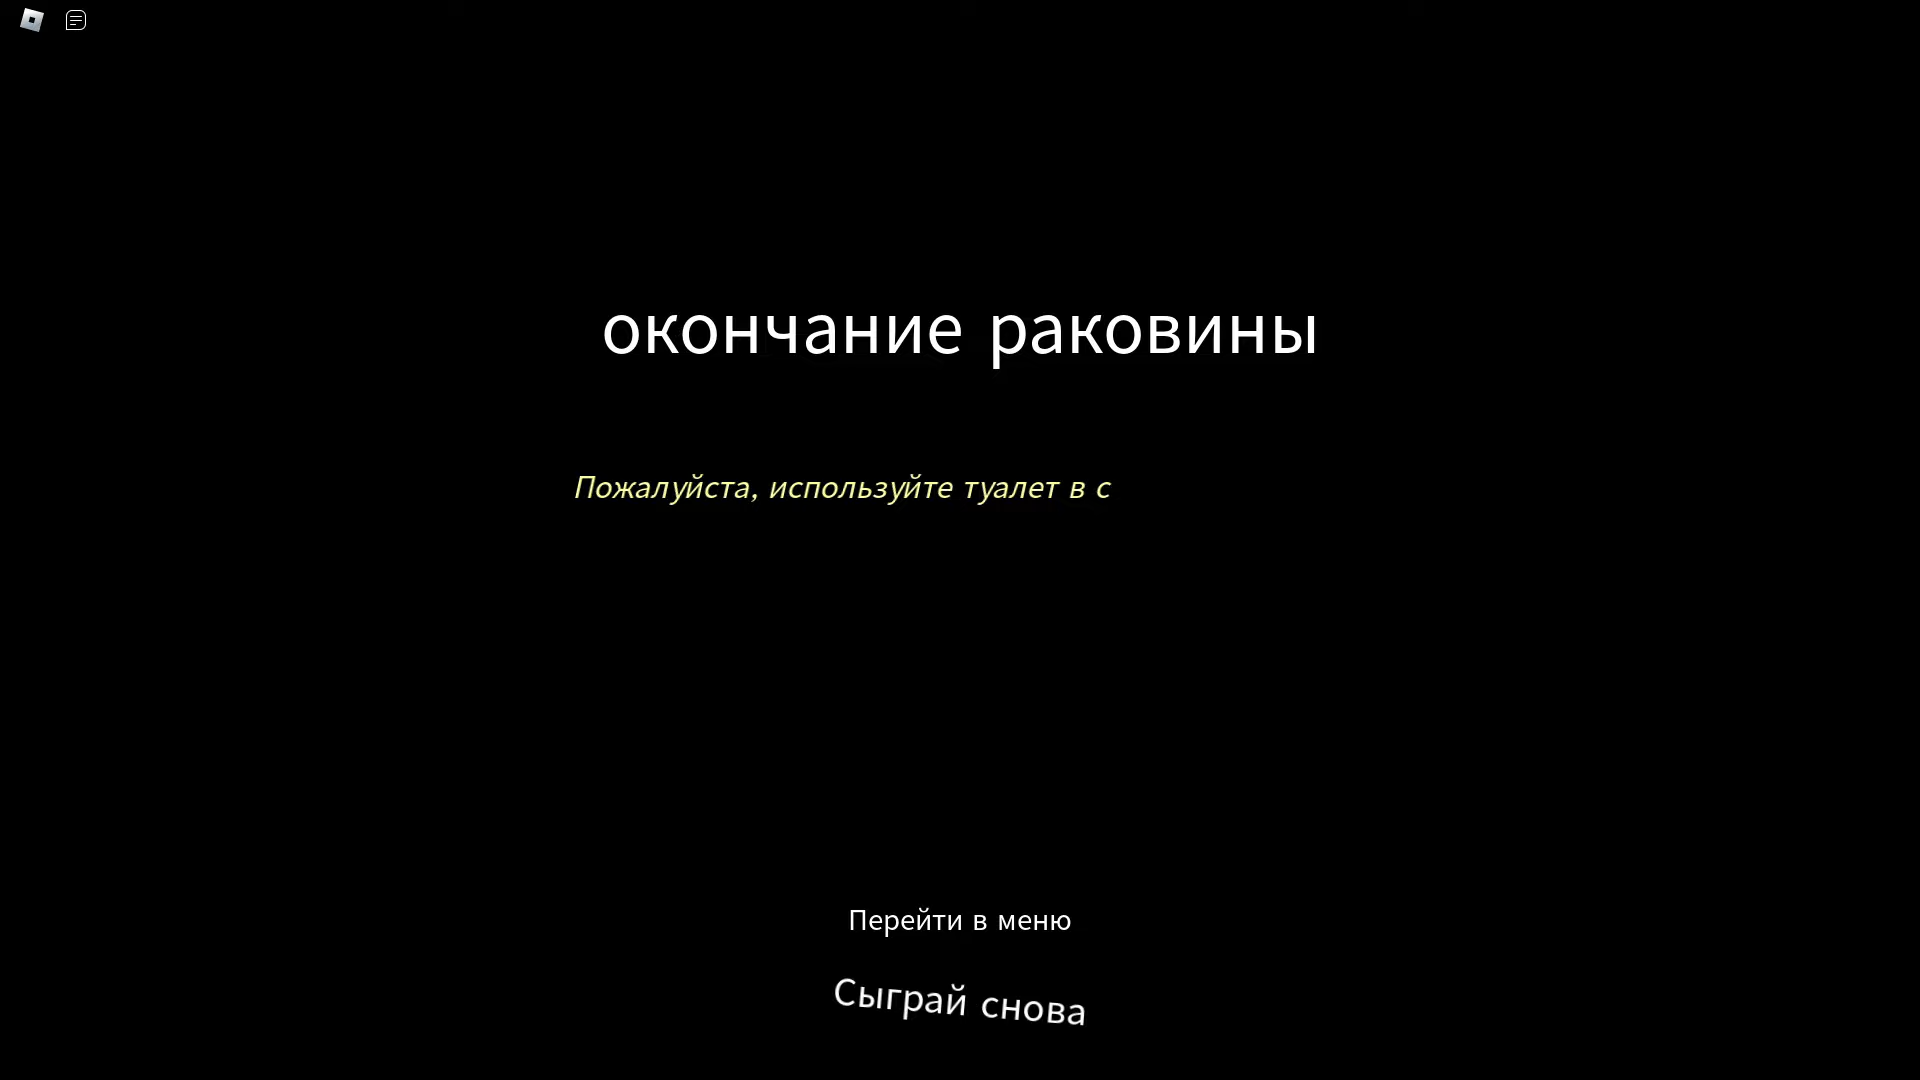 окончание раковины
Пожалуйста, используйте туалет в с
Перейти в меню
Сыграй снова